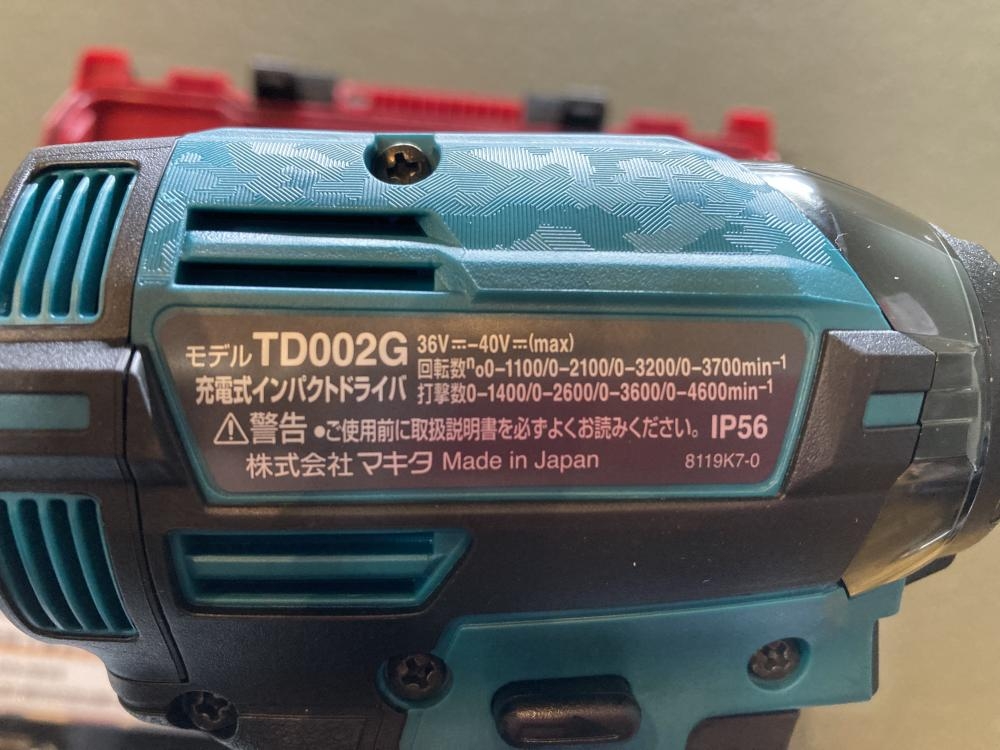 モデル TD002G 36V⎓–40V⎓(max)
回転数n₀0–1100/0–2100/0–3200/0–3700min⁻¹
充電式インパクトドライバ 打撃数0–1400/0–2600/0–3600/0–4600min⁻¹
⚠警告 ●ご使用前に取扱説明書を必ずよくお読みください。 IP56
株式会社 マキタ Made in Japan 8119K7-0